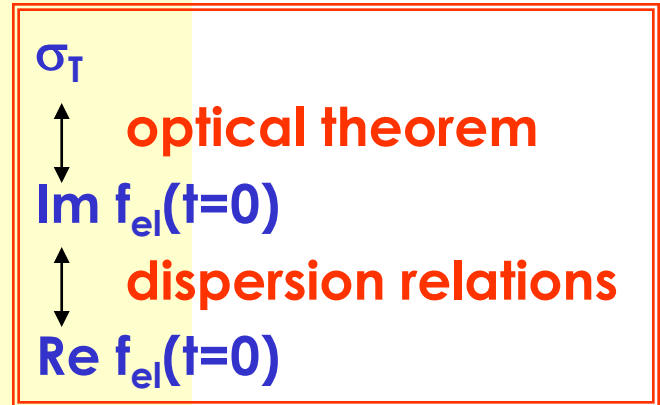 σT
optical theorem
Im fel(t=0)
dispersion relations
Re fel(t=0)